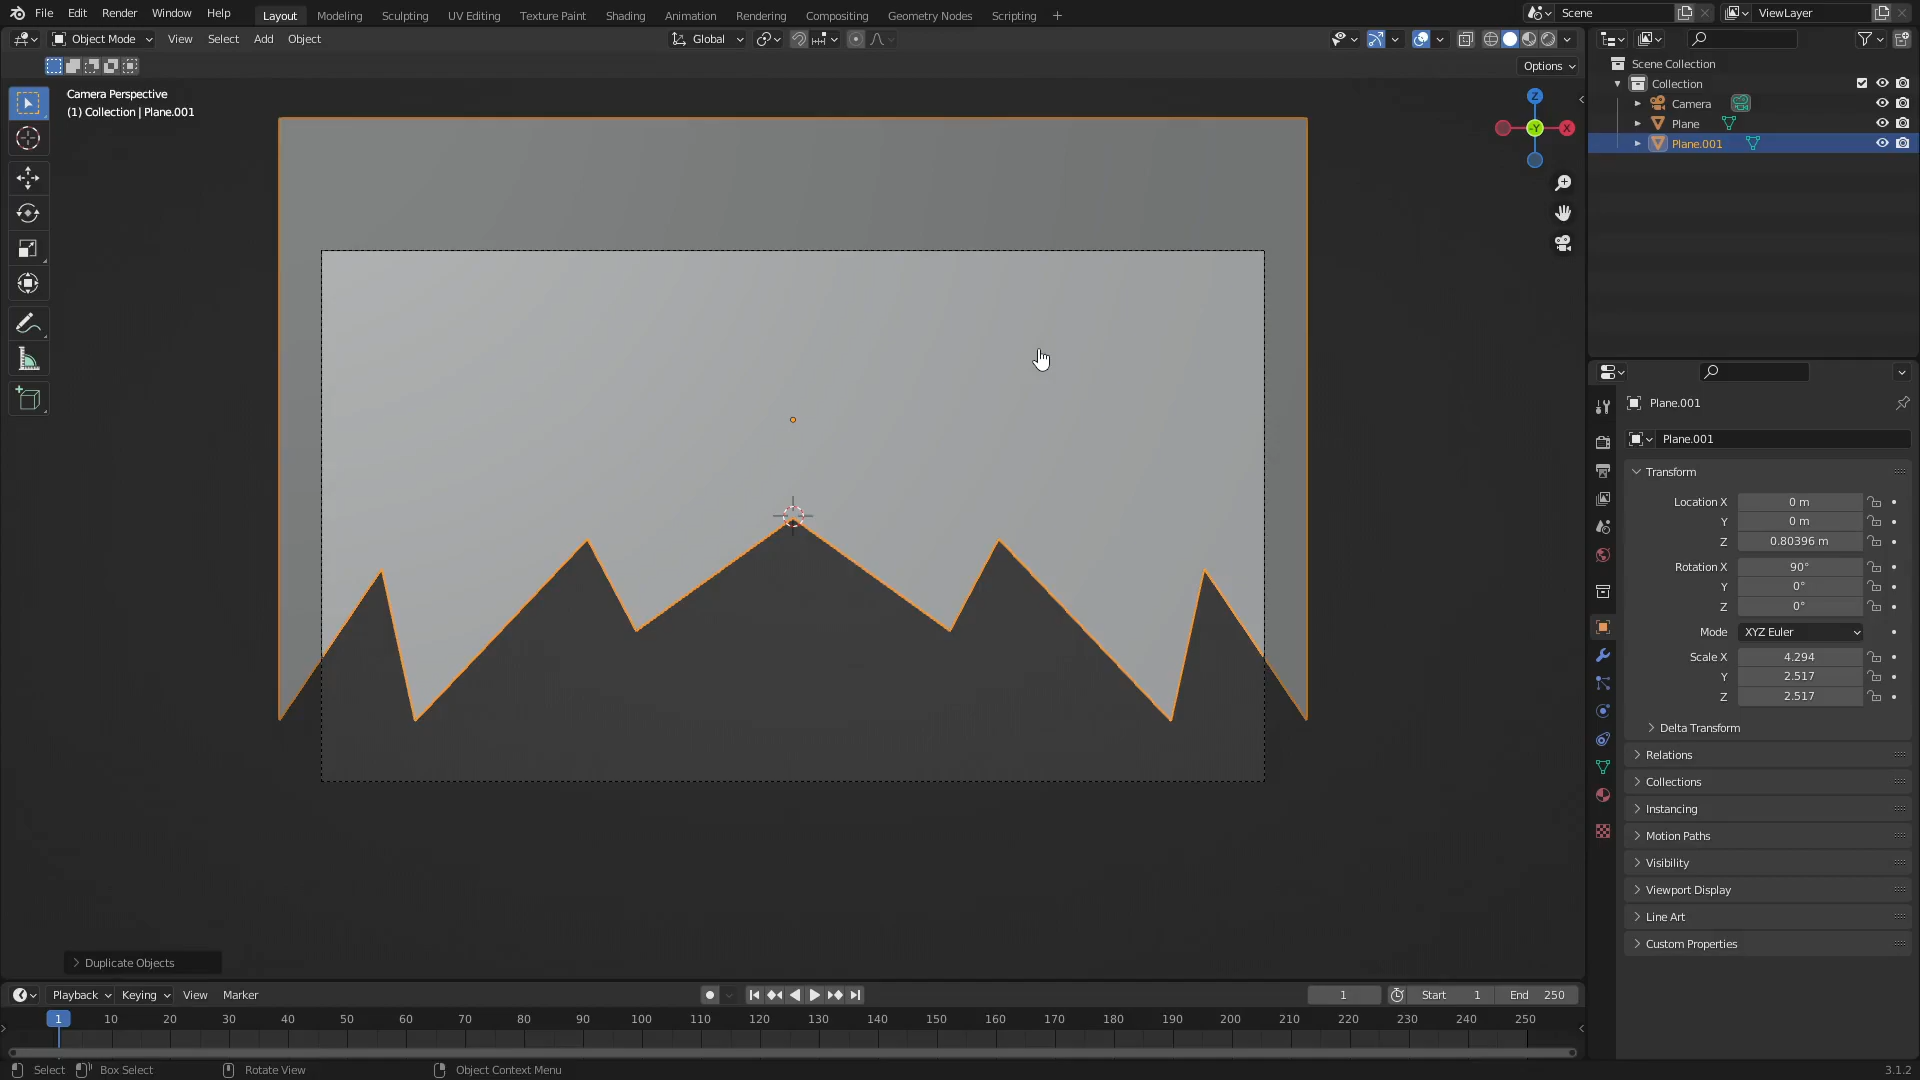 File Edit Render Window Help Layout Modeling Sculpting UV Editing Texture Paint Shading Animation Rendering Compositing Geometry Nodes Scripting + Scene ViewLayer
Object Mode View Select Add Object Global
Options
Camera Perspective
(1) Collection | Plane.001
Z
-Y
X
Scene Collection
Collection
Camera
Plane
Plane.001
Plane.001
Plane.001
Transform
Location X 0 m
Y 0 m
Z 0.80396 m
Rotation X 90°
Y 0°
Z 0°
Mode XYZ Euler
Scale X 4.294
Y 2.517
Z 2.517
Delta Transform
Relations
Collections
Instancing
Motion Paths
Visibility
Viewport Display
Line Art
Custom Properties
Duplicate Objects
Playback Keying View Marker 1 Start 1 End 250
1 10 20 30 40 50 60 70 80 90 100 110 120 130 140 150 160 170 180 190 200 210 220 230 240 250
Select Box Select Rotate View Object Context Menu 3.1.2